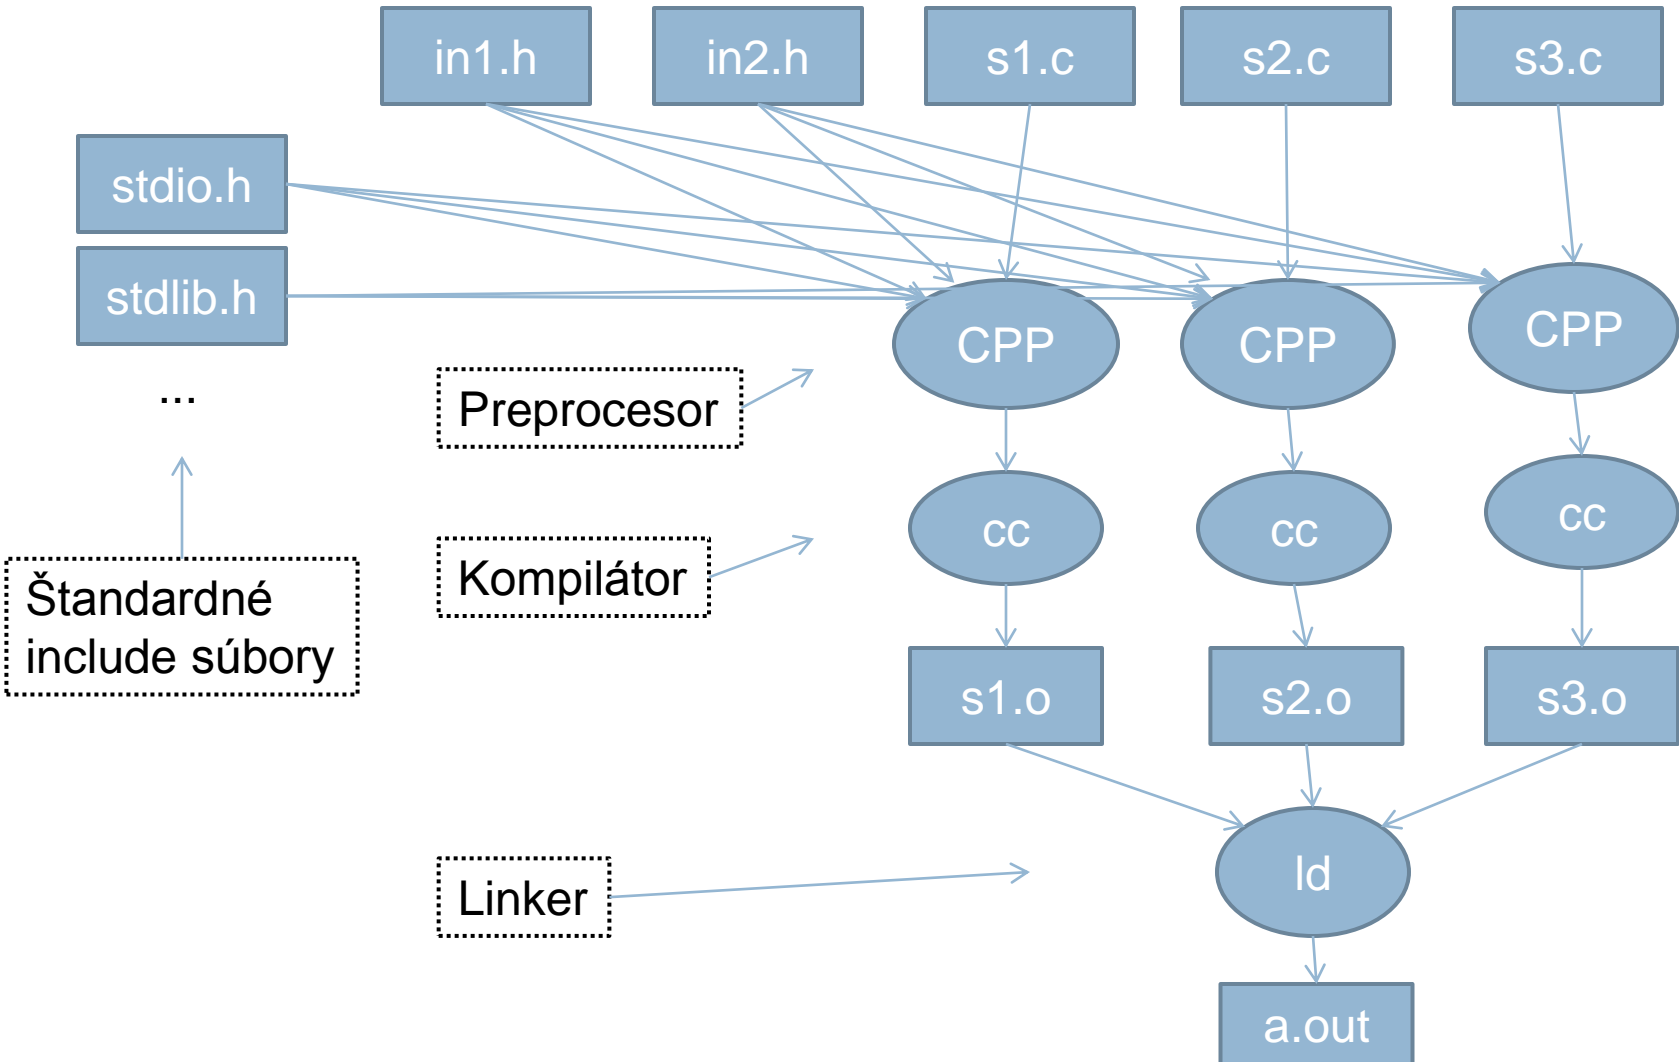 in1.h
in2.h
s1.c
s2.c
s3.c
stdio.h
stdlib.h
...
CPP
CPP
CPP
Preprocesor
cc
cc
cc
Kompilátor
Štandardné
include súbory
s1.o
s2.o
s3.o
ld
Linker
a.out